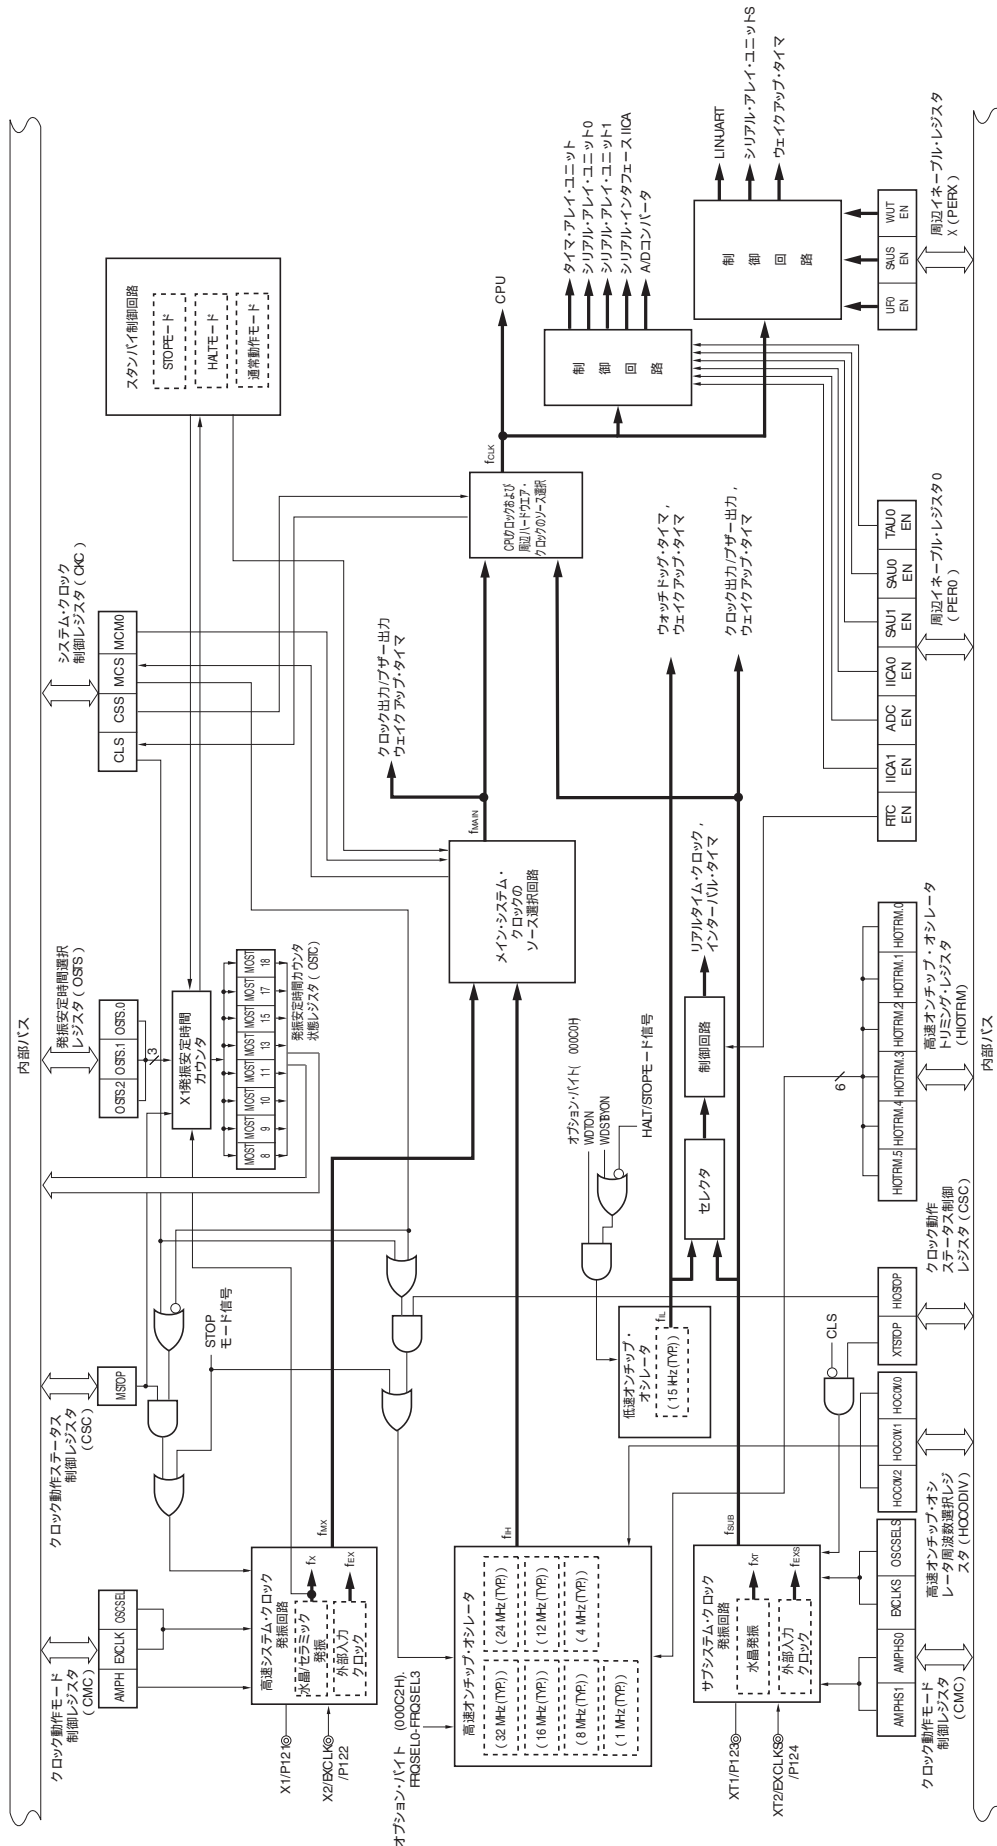 内部バス
クロック動作モード
制御レジスタ
(CMC)
AMPH
EXCLK
OSCSEL
クロック動作ステータス
制御レジスタ
(CSC)
MSTOP
発振安定時間選択
レジスタ(OSTS)
OSTS.2
OSTS.1
OSTS.0
3
X1発振安定時間
カウンタ
MOST
8
MOST
9
MOST
10
MOST
11
MOST
13
MOST
15
MOST
17
MOST
18
発振安定時間カウンタ
状態レジスタ(OSTC)
システム・クロック
制御レジスタ(CKC)
CLS
CSS
MCS
MCM0
スタンバイ制御回路
STOPモード
HALTモード
通常動作モード
STOP
モード信号
X1/P121
X2/EXCLK
/P122
高速システム・クロック
発振回路
水晶/セラミック
発振
fX
外部入力
クロック
fEX
fMX
オプション・バイト (000C2H)
FRQSEL0-FRQSEL3
高速オンチップ・オシレータ
(32 MHz(TYP.))
(24 MHz(TYP.))
(16 MHz(TYP.))
(12 MHz(TYP.))
(8 MHz(TYP.))
(4 MHz(TYP.))
(1 MHz(TYP.))
fIH
メイン・システム・
クロックの
ソース選択回路
fMAIN
クロック出力/ブザー出力
ウェイクアップ・タイマ
CPUクロックおよび
周辺ハードウエア・
クロックのソース選択
fCLK
CPU
制御回路
タイマ・アレイ・ユニット
シリアル・アレイ・ユニット0
シリアル・アレイ・ユニット1
シリアル・インタフェースIICA
A/Dコンバータ
制御回路
LIN-UART
シリアル・アレイ・ユニットS
ウェイクアップ・タイマ
オプション・バイト(000C0H)
WDTON
WDSTBYON
HALT/STOPモード信号
低速オンチップ・
オシレータ
(15 kHz(TYP.))
fIL
ウォッチドッグ・タイマ,
ウェイクアップ・タイマ
セレクタ
制御回路
リアルタイム・クロック,
インターバル・タイマ
クロック出力/ブザー出力,
ウェイクアップ・タイマ
XT1/P123
XT2/EXCLKS
/P124
サブシステム・クロック
発振回路
水晶発振
fXT
外部入力
クロック
fEXS
fSUB
CLS
6
AMPHS1
AMPHS0
EXCLKS
OSCSELS
クロック動作モード
制御レジスタ
(CMC)
HOCOV.2
HOCOV.1
HOCOV.0
高速オンチップ・オシ
レータ周波数選択レジ
スタ(HOCODIV)
XTSTOP
HIOSTOP
クロック動作
ステータス制御
レジスタ(CSC)
HIOTRM.5
HIOTRM.4
HIOTRM.3
HIOTRM.2
HIOTRM.1
HIOTRM.0
高速オンチップ・オシレータ
トリミング・レジスタ
(HIOTRM)
RTC
EN
IICA1
EN
ADC
EN
IICA0
EN
SAU1
EN
SAU0
EN
TAU0
EN
周辺イネーブル・レジスタ0
(PER0)
UF0
EN
SAUS
EN
WUT
EN
周辺イネーブル・レジスタ
X(PERX)
内部バス